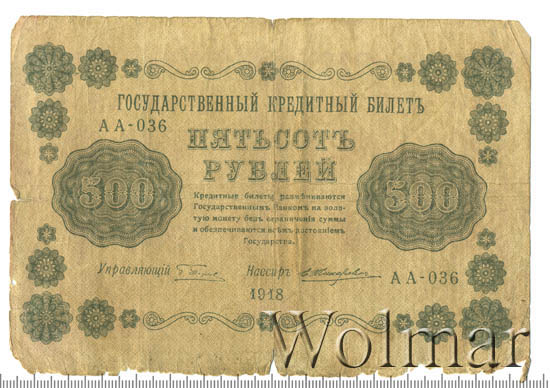 ГОСУДАРСТВЕННЫЙ КРЕДИТНЫЙ БИЛЕТЪ
АА-036
ПЯТЬСОТЪ
РУБЛЕЙ
500
500
Кредитные билеты размѣниваются
Государственнымъ Банкомъ на золо-
тую монету безъ ограниченія суммы
и обезпечиваются всѣмъ достояніемъ
Государства.
Управляющій
Кассиръ
АА-036
1918
Wolmar